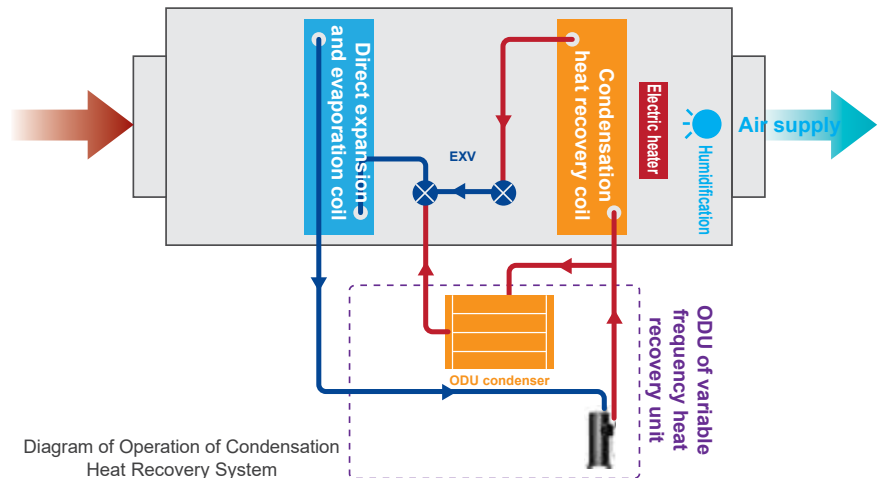 Direct expansion
and evaporation coil
EXV
Condensation
heat recovery coil
Electric heater
Humidification
Air supply
ODU condenser
ODU of variable
frequency heat
recovery unit
Diagram of Operation of Condensation
Heat Recovery System